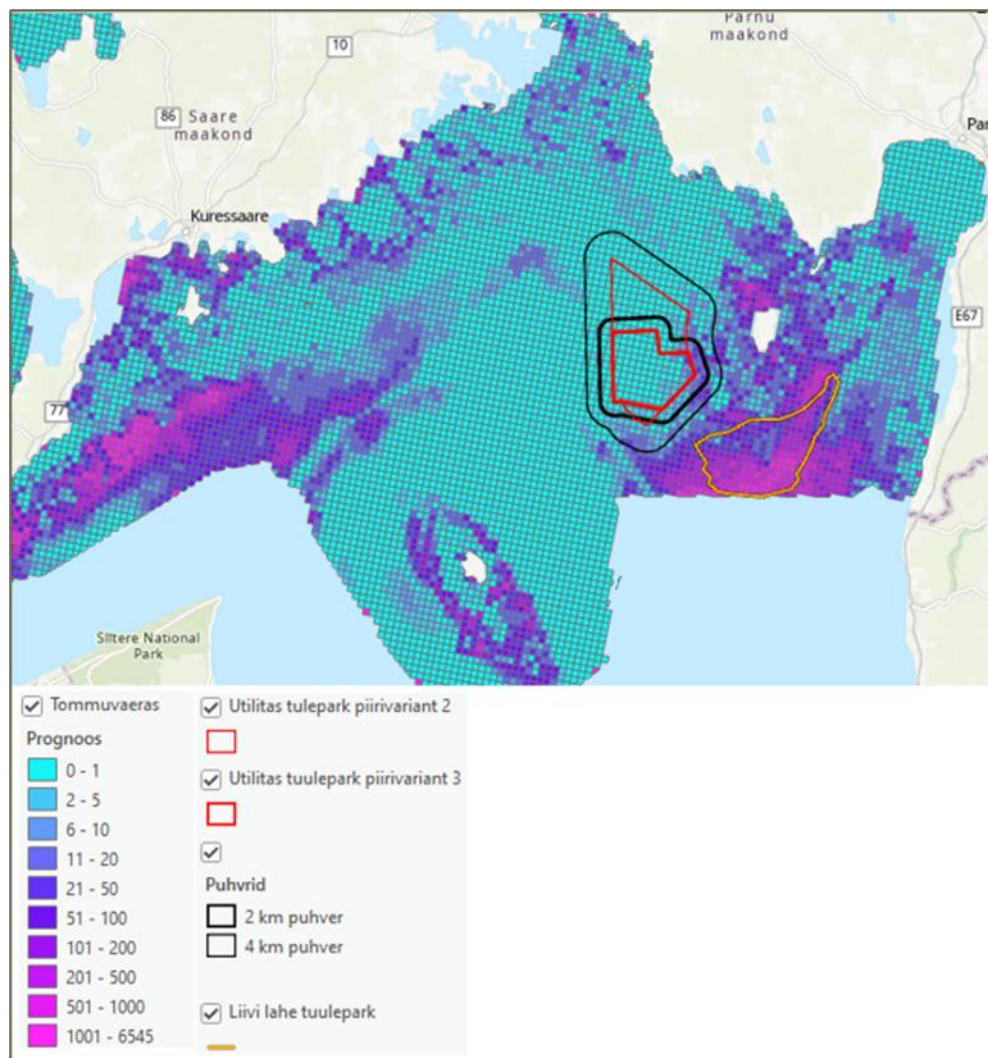 Pärnu
maakond
10
86
Saare
maakond
Kuressaare
E67
77
Slitere National
Park
Tommuvaeras
Prognoos
0 - 1
2 - 5
6 - 10
11 - 20
21 - 50
51 - 100
101 - 200
201 - 500
501 - 1000
1001 - 6545
Utilitas tulepark piirivariant 2
Utilitas tuulepark piirivariant 3
Puhvrid
2 km puhver
4 km puhver
Liivi lahe tuulepark